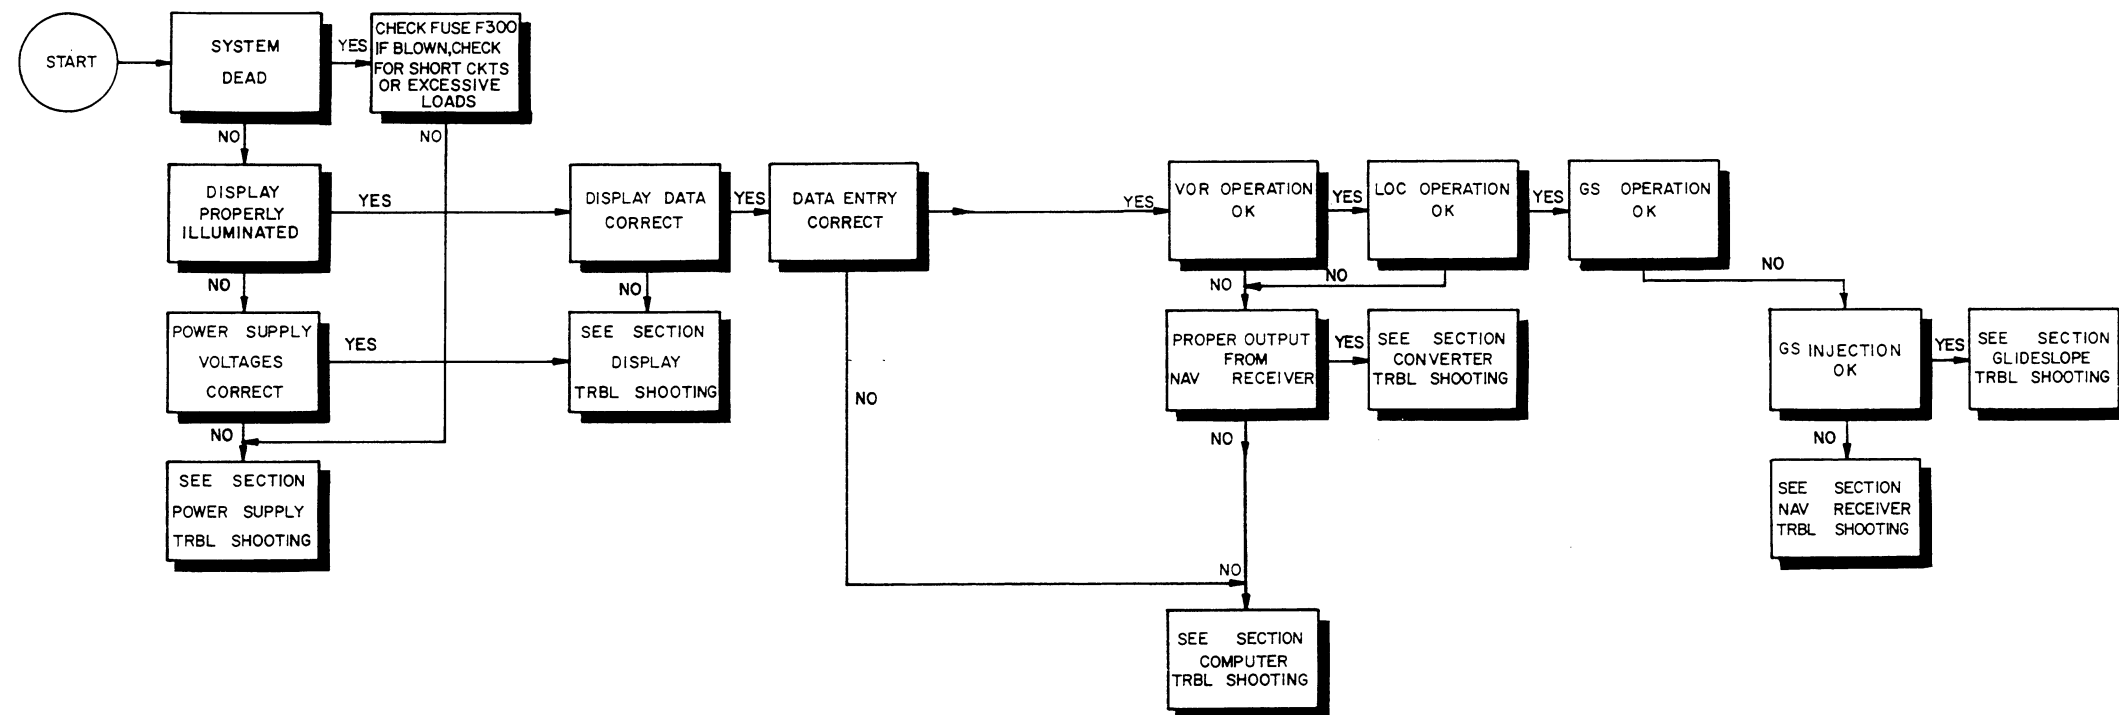 START
SYSTEM
DEAD
YES
CHECK FUSE F300
IF BLOWN,CHECK
FOR SHORT CKTS
OR EXCESSIVE
LOADS
NO
NO
DISPLAY
PROPERLY
ILLUMINATED
YES
DISPLAY DATA
CORRECT
YES
DATA ENTRY
CORRECT
YES
VOR OPERATION
OK
YES
LOC OPERATION
OK
YES
GS OPERATION
OK
NO
NO
NO
NO
NO
POWER SUPPLY
VOLTAGES
CORRECT
YES
SEE SECTION
DISPLAY
TRBL SHOOTING
NO
PROPER OUTPUT
FROM
NAV RECEIVER
YES
SEE SECTION
CONVERTER
TRBL SHOOTING
GS INJECTION
OK
YES
SEE SECTION
GLIDESLOPE
TRBL SHOOTING
NO
NO
NO
SEE SECTION
POWER SUPPLY
TRBL SHOOTING
SEE SECTION
NAV RECEIVER
TRBL SHOOTING
NO
SEE SECTION
COMPUTER
TRBL SHOOTING